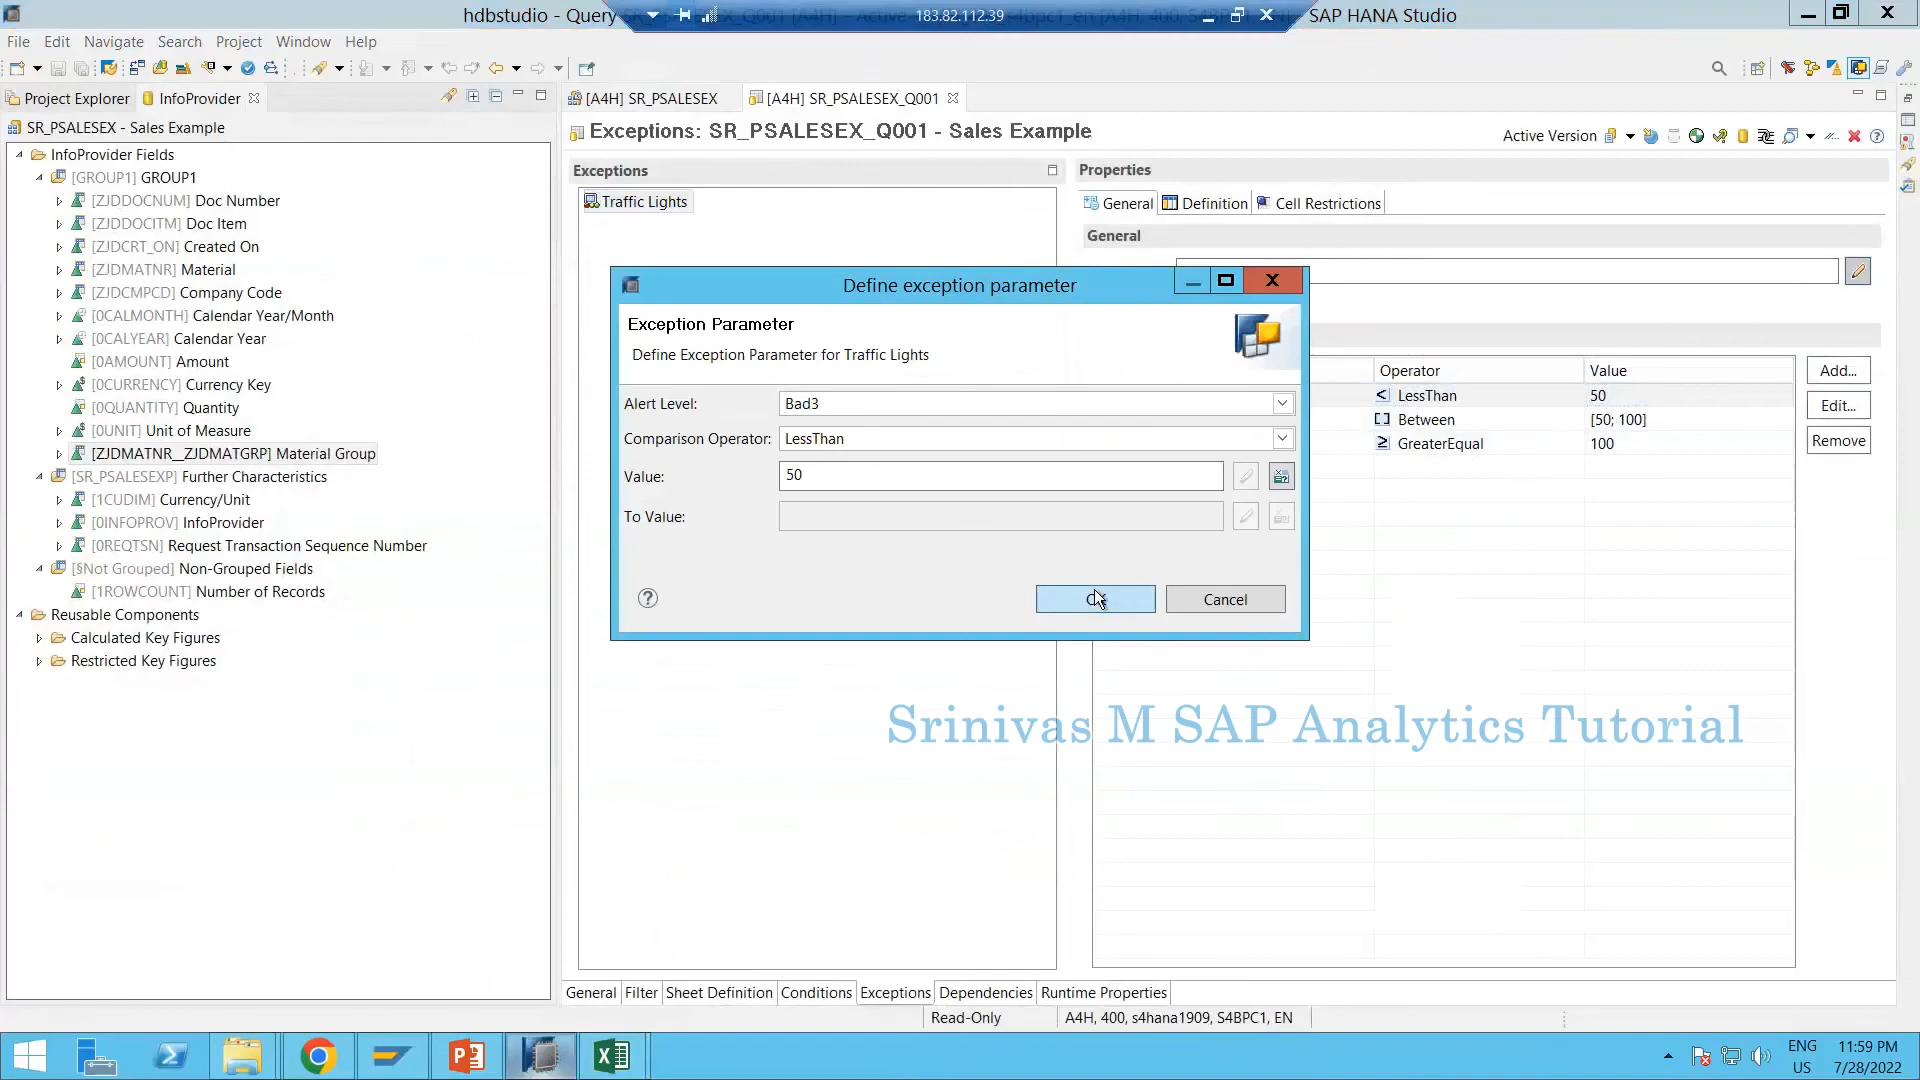 hdbstudio - Query SR_PSALESEX_Q001 [A4H] - Active
183.82.112.39
SAP HANA Studio
File Edit Navigate Search Project Window Help
Project Explorer InfoProvider
[A4H] SR_PSALESEX [A4H] SR_PSALESEX_Q001
SR_PSALESEX - Sales Example
Exceptions: SR_PSALESEX_Q001 - Sales Example
Active Version
InfoProvider Fields
[GROUP1] GROUP1
[ZJDDOCNUM] Doc Number
[ZJDDOCITM] Doc Item
[ZJDCRT_ON] Created On
[ZJDMATNR] Material
[ZJDCMPCD] Company Code
[0CALMONTH] Calendar Year/Month
[0CALYEAR] Calendar Year
[0AMOUNT] Amount
[0CURRENCY] Currency Key
[0QUANTITY] Quantity
[0UNIT] Unit of Measure
[ZJDMATNR__ZJDMATGRP] Material Group
[SR_PSALESEXP] Further Characteristics
[1CUDIM] Currency/Unit
[0INFOPROV] InfoProvider
[0REQTSN] Request Transaction Sequence Number
[§Not Grouped] Non-Grouped Fields
[1ROWCOUNT] Number of Records
Reusable Components
Calculated Key Figures
Restricted Key Figures
Exceptions
Traffic Lights
Properties
General Definition Cell Restrictions
General
Define exception parameter
Exception Parameter
Define Exception Parameter for Traffic Lights
Alert Level: Bad3
Comparison Operator: LessThan
Value: 50
To Value:
Cancel
Operator Value
LessThan 50
Between [50; 100]
GreaterEqual 100
Add...
Edit...
Remove
Srinivas M SAP Analytics Tutorial
General Filter Sheet Definition Conditions Exceptions Dependencies Runtime Properties
Read-Only A4H, 400, s4hana1909, S4BPC1, EN
ENG
US
11:59 PM
7/28/2022